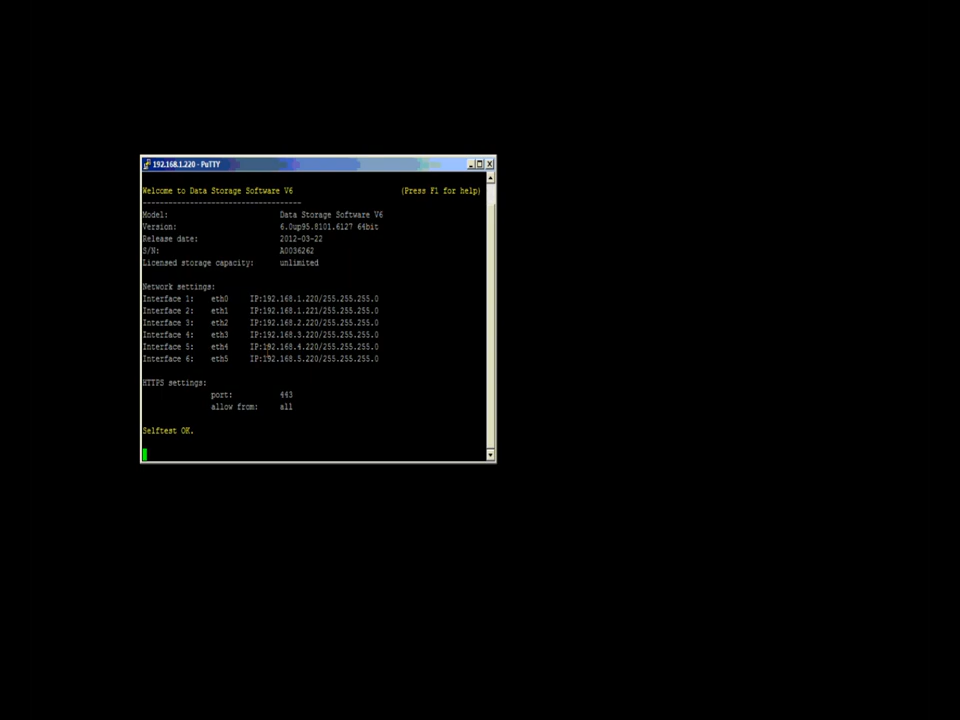 192.168.1.220 - PuTTY
Welcome to Data Storage Software V6 (Press F1 for help)
--------------------------------------
Model: Data Storage Software V6
Version: 6.0up95.8101.6127 64bit
Release date: 2012-03-22
S/N: A0036262
Licensed storage capacity: unlimited
Network settings:
Interface 1: eth0 IP:192.168.1.220/255.255.255.0
Interface 2: eth1 IP:192.168.1.221/255.255.255.0
Interface 3: eth2 IP:192.168.2.220/255.255.255.0
Interface 4: eth3 IP:192.168.3.220/255.255.255.0
Interface 5: eth4 IP:192.168.4.220/255.255.255.0
Interface 6: eth5 IP:192.168.5.220/255.255.255.0
HTTPS settings:
port: 443
allow from: all
Selftest OK.